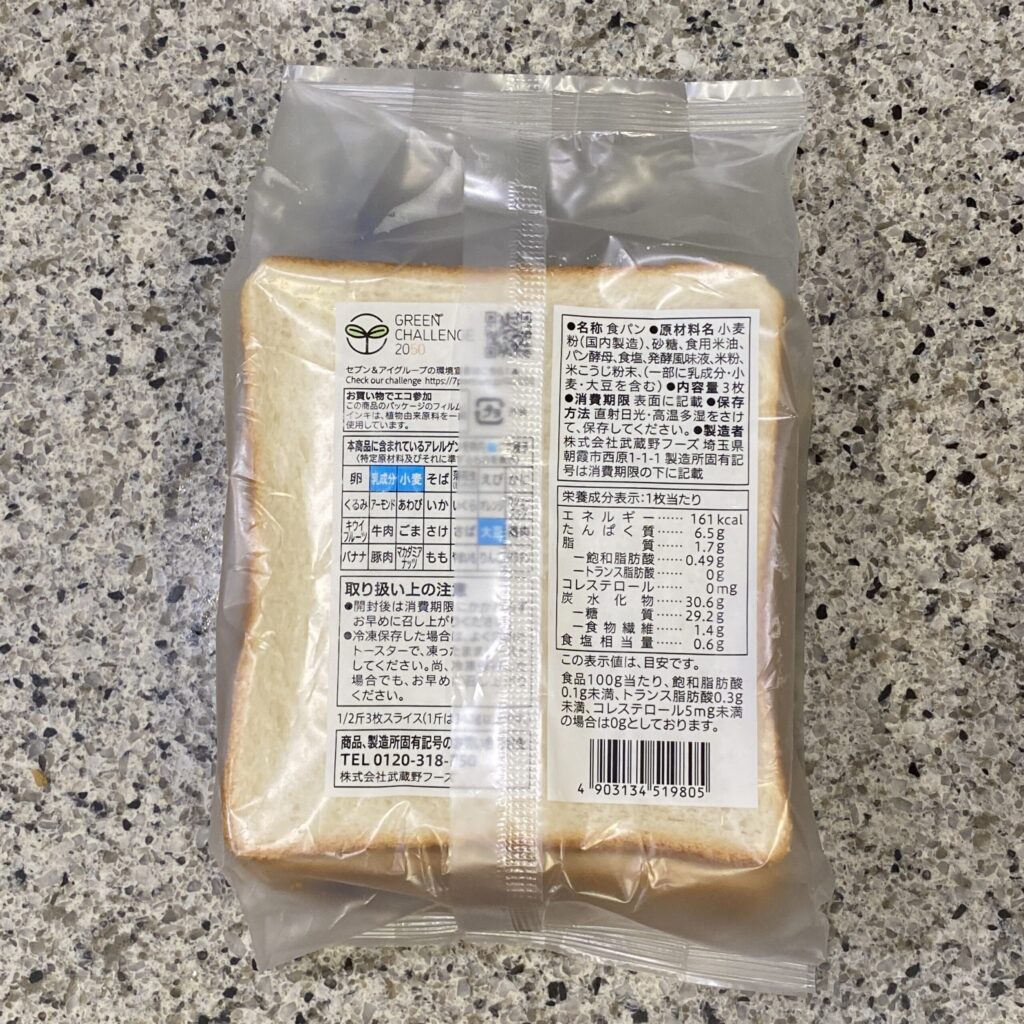 GREEN
CHALLENGE
2050
セブン&アイグループの環境宣
Check our challenge https://7
お買い物でエコ参加
この商品のパッケージのフィルム
インキは、植物由来原料を一
使用しています。
本商品に含まれているアレルゲン
(特定原材料及びそれに準
卵 乳成分 小麦 そば えび かに
くるみ アーモンド あわび いか
キウイフルーツ 牛肉 ごま さけ さば 大豆 鶏肉
バナナ 豚肉 マカダミアナッツ もも
取り扱い上の注意
●開封後は消費期限
お早めに召し上が
●冷凍保存した場合
トースターで、凍った
してください。尚、
場合でも、お早め
ください。
1/2斤3枚スライス(1斤は
商品、製造所固有記号の
TEL 0120-318-
株式会社武蔵野フーズ
●名称 食パン ●原材料名 小麦
粉(国内製造)、砂糖、食用米油、
パン酵母、食塩、発酵風味液、米粉、
米こうじ粉末、(一部に乳成分・小
麦・大豆を含む) ●内容量 3枚
●消費期限 表面に記載 ●保存
方法 直射日光・高温多湿をさけ
て、保存してください。●製造者
株式会社武蔵野フーズ 埼玉県
朝霞市西原1-1-1 製造所固有記
号は消費期限の下に記載
栄養成分表示:1枚当たり
エネルギー…… 161kcal
たんぱく質…… 6.5g
脂質…… 1.7g
－飽和脂肪酸…… 0.49g
－トランス脂肪酸…… 0g
コレステロール…… 0mg
炭水化物…… 30.6g
－糖質…… 29.2g
－食物繊維…… 1.4g
食塩相当量…… 0.6g
この表示値は、目安です。
食品100g当たり、飽和脂肪酸
0.1g未満、トランス脂肪酸0.3g
未満、コレステロール5mg未満
の場合は0gとしております。
4 903134 519805